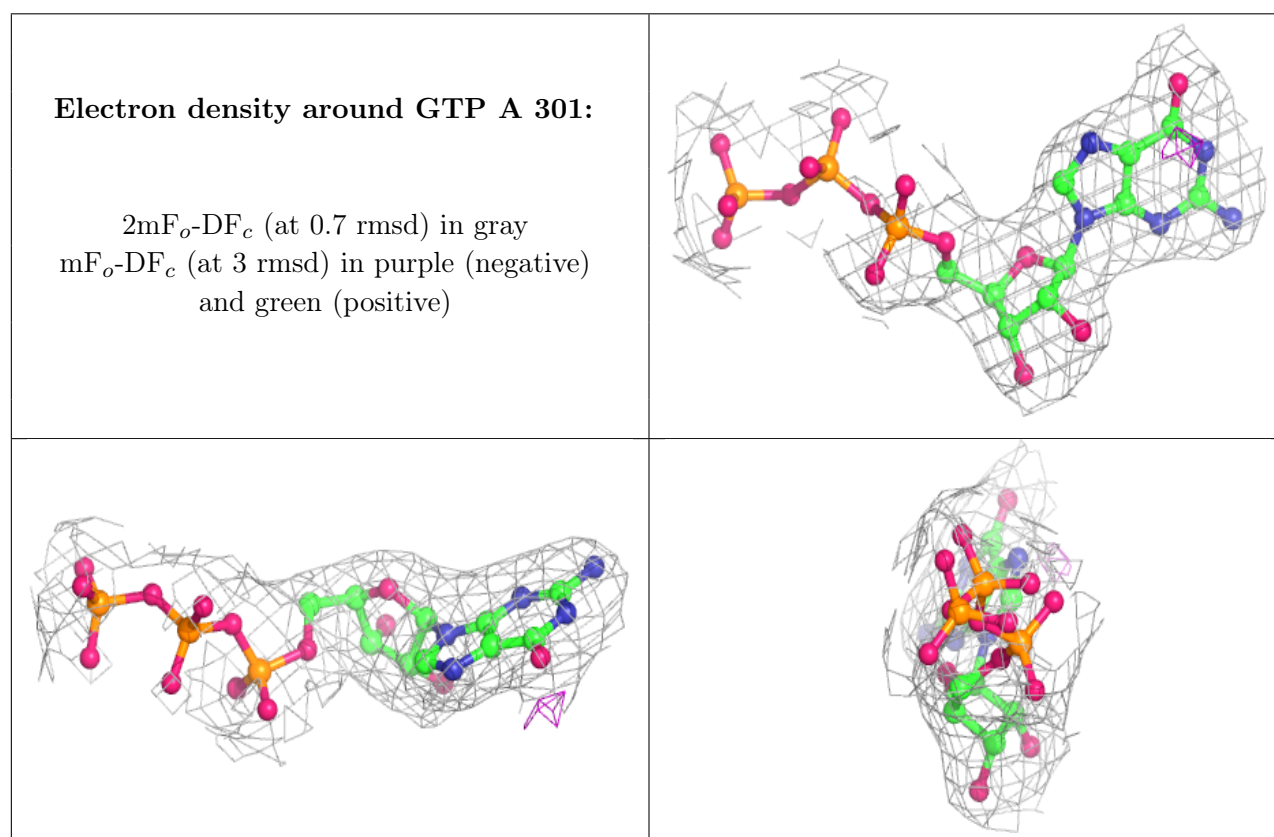 Electron density around GTP A 301:
2mFo-DFc (at 0.7 rmsd) in gray
mFo-DFc (at 3 rmsd) in purple (negative)
and green (positive)